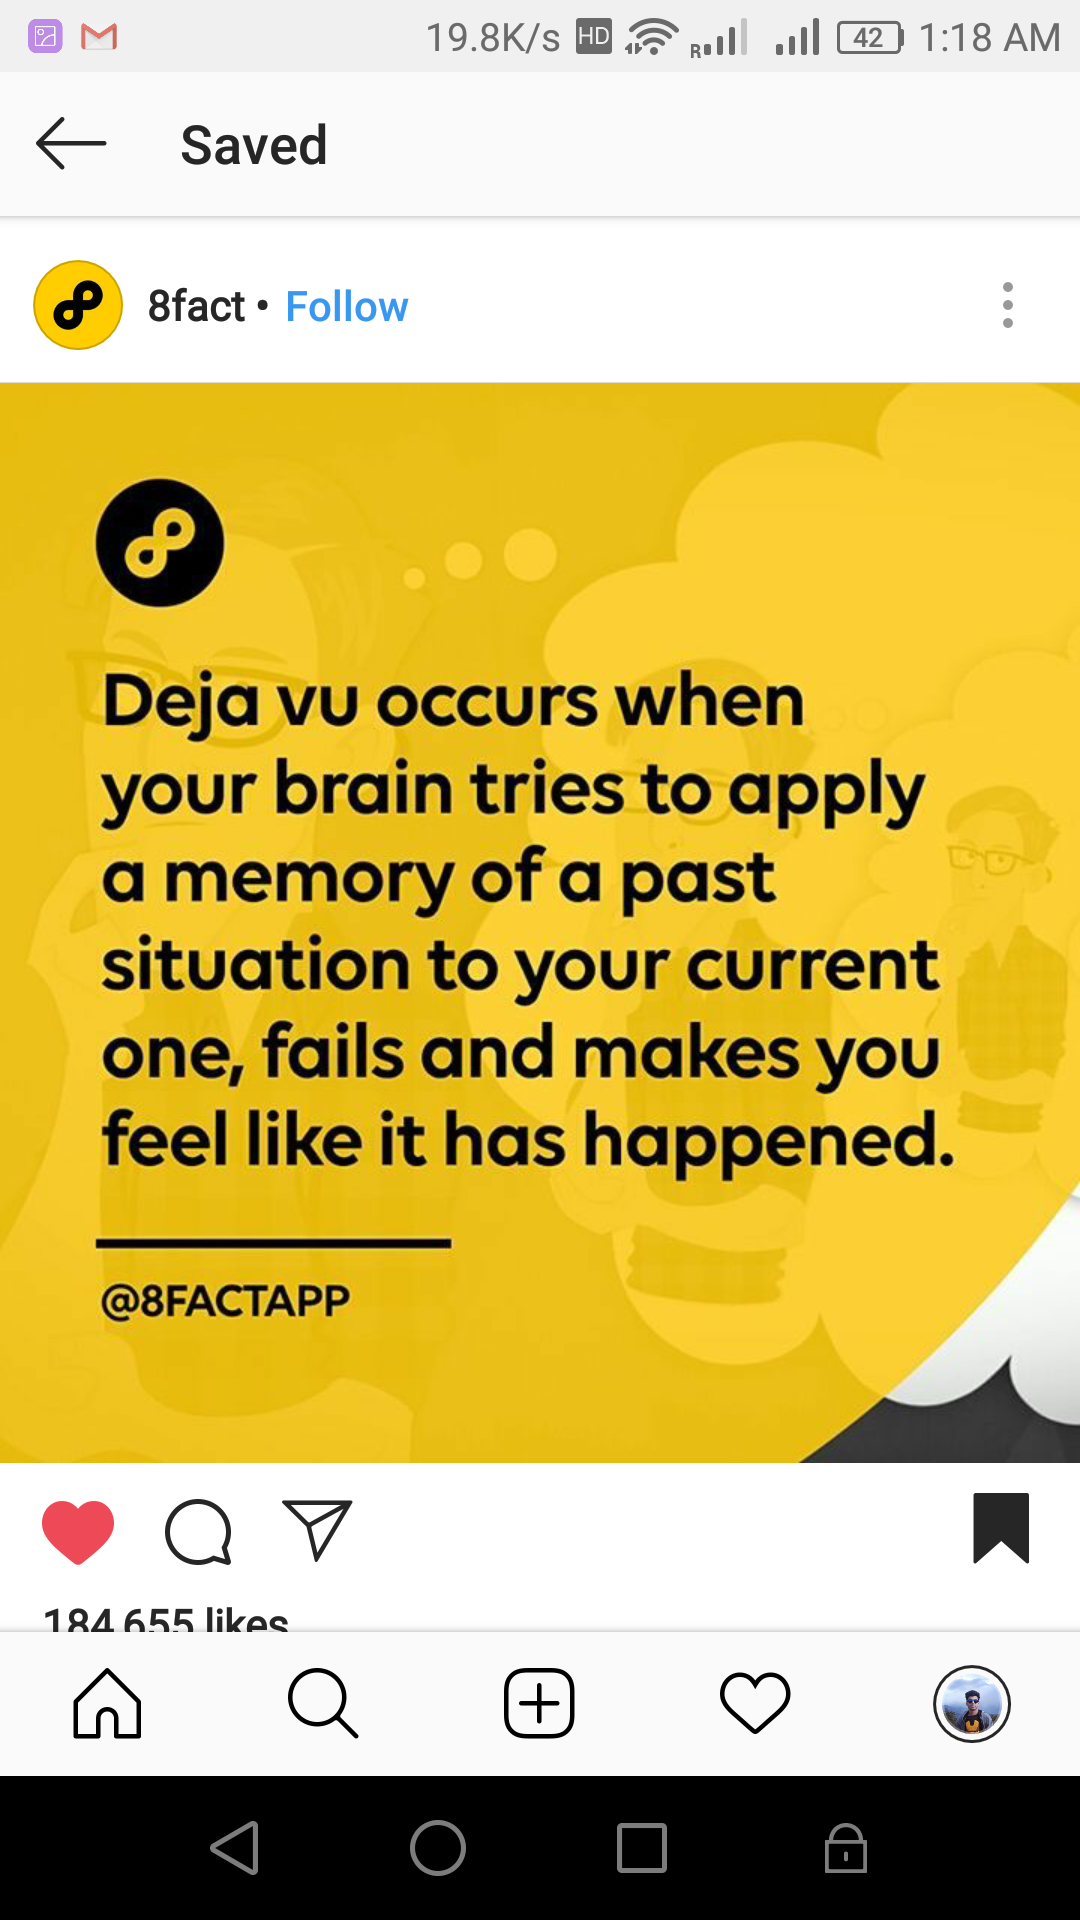 19.8K/s HD R 42 1:18 AM
Saved
8fact • Follow
Deja vu occurs when
your brain tries to apply
a memory of a past
situation to your current
one, fails and makes you
feel like it has happened.
@8FACTAPP
184,655 likes